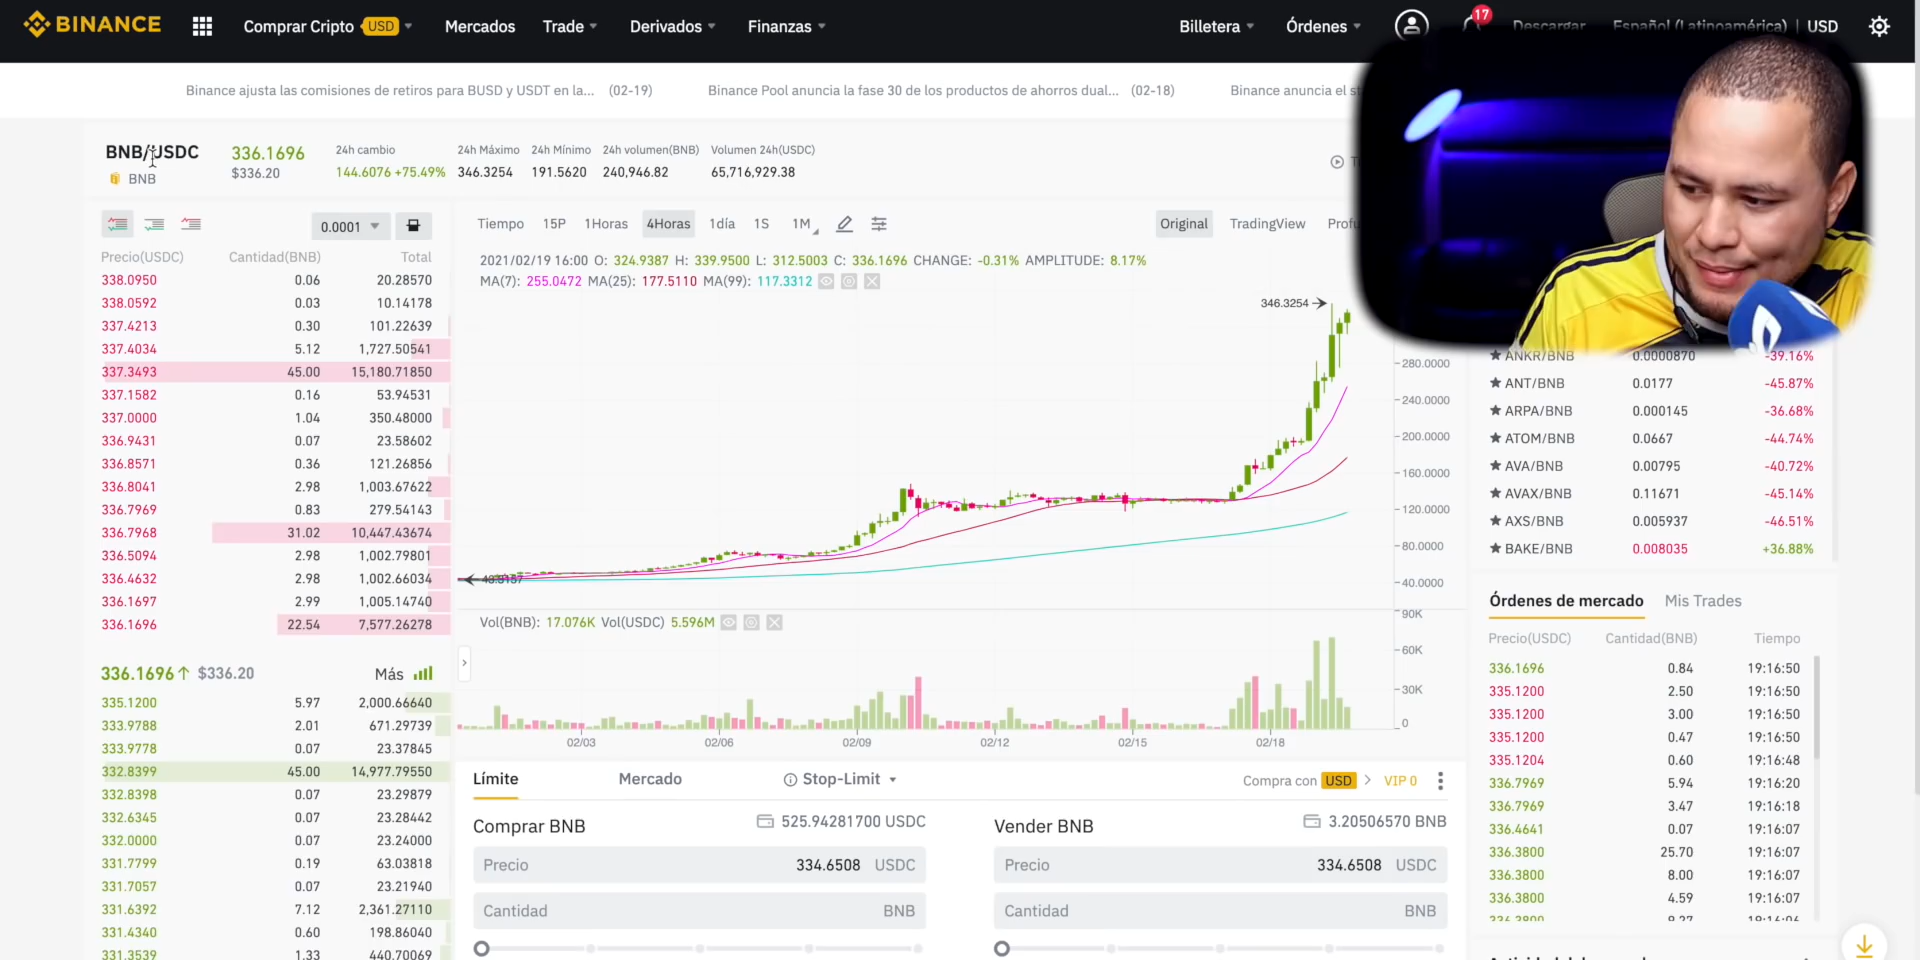 BINANCE
Comprar Cripto USD
Mercados
Trade
Derivados
Finanzas
Billetera
Órdenes
17
Descargar
Español (Latinoamérica)
USD
Binance ajusta las comisiones de retiros para BUSD y USDT en la... (02-19)
Binance Pool anuncia la fase 30 de los productos de ahorros dual... (02-18)
Binance anuncia el
BNB/USDC
BNB
336.1696
$336.20
24h cambio
144.6076 +75.49%
24h Máximo
346.3254
24h Mínimo
191.5620
24h volumen(BNB)
240,946.82
Volumen 24h(USDC)
65,716,929.38
0.0001
Precio(USDC) Cantidad(BNB) Total
338.0950 0.06 20.28570
338.0592 0.03 10.14178
337.4213 0.30 101.22639
337.4034 5.12 1,727.50541
337.3493 45.00 15,180.71850
337.1582 0.16 53.94531
337.0000 1.04 350.48000
336.9431 0.07 23.58602
336.8571 0.36 121.26856
336.8041 2.98 1,003.67622
336.7969 0.83 279.54143
336.7968 31.02 10,447.43674
336.5094 2.98 1,002.79801
336.4632 2.98 1,002.66034
336.1697 2.99 1,005.14740
336.1696 22.54 7,577.26278
336.1696↑ $336.20 Más
335.1200 5.97 2,000.66640
333.9788 2.01 671.29739
333.9778 0.07 23.37845
332.8399 45.00 14,977.79550
332.8398 0.07 23.29879
332.6345 0.07 23.28442
332.0000 0.07 23.24000
331.7799 0.19 63.03818
331.7057 0.07 23.21940
331.6392 7.12 2,361.27110
331.4340 0.60 198.86040
331.3539 1.33 440.70069
Tiempo 15P 1Horas 4Horas 1día 1S 1M
Original TradingView Profu
2021/02/19 16:00 O: 324.9387 H: 339.9500 L: 312.5003 C: 336.1696 CHANGE: -0.31% AMPLITUDE: 8.17%
MA(7): 255.0472 MA(25): 177.5110 MA(99): 117.3312
346.3254
280.0000
240.0000
200.0000
160.0000
120.0000
80.0000
40.0000
Vol(BNB): 17.076K Vol(USDC) 5.596M
90K
60K
30K
0
02/03 02/06 02/09 02/12 02/15 02/18
Límite Mercado Stop-Limit
Compra con USD > VIP 0
Comprar BNB 525.94281700 USDC
Precio 334.6508 USDC
Cantidad BNB
Vender BNB 3.20506570 BNB
Precio 334.6508 USDC
Cantidad BNB
ANKR/BNB 0.0000870 -39.16%
ANT/BNB 0.0177 -45.87%
ARPA/BNB 0.000145 -36.68%
ATOM/BNB 0.0667 -44.74%
AVA/BNB 0.00795 -40.72%
AVAX/BNB 0.11671 -45.14%
AXS/BNB 0.005937 -46.51%
BAKE/BNB 0.008035 +36.88%
Órdenes de mercado Mis Trades
Precio(USDC) Cantidad(BNB) Tiempo
336.1696 0.84 19:16:50
335.1200 2.50 19:16:50
335.1200 3.00 19:16:50
335.1200 0.47 19:16:50
335.1204 0.60 19:16:48
336.7969 5.94 19:16:20
336.7969 3.47 19:16:18
336.4641 0.07 19:16:07
336.3800 25.70 19:16:07
336.3800 8.00 19:16:07
336.3800 4.59 19:16:07